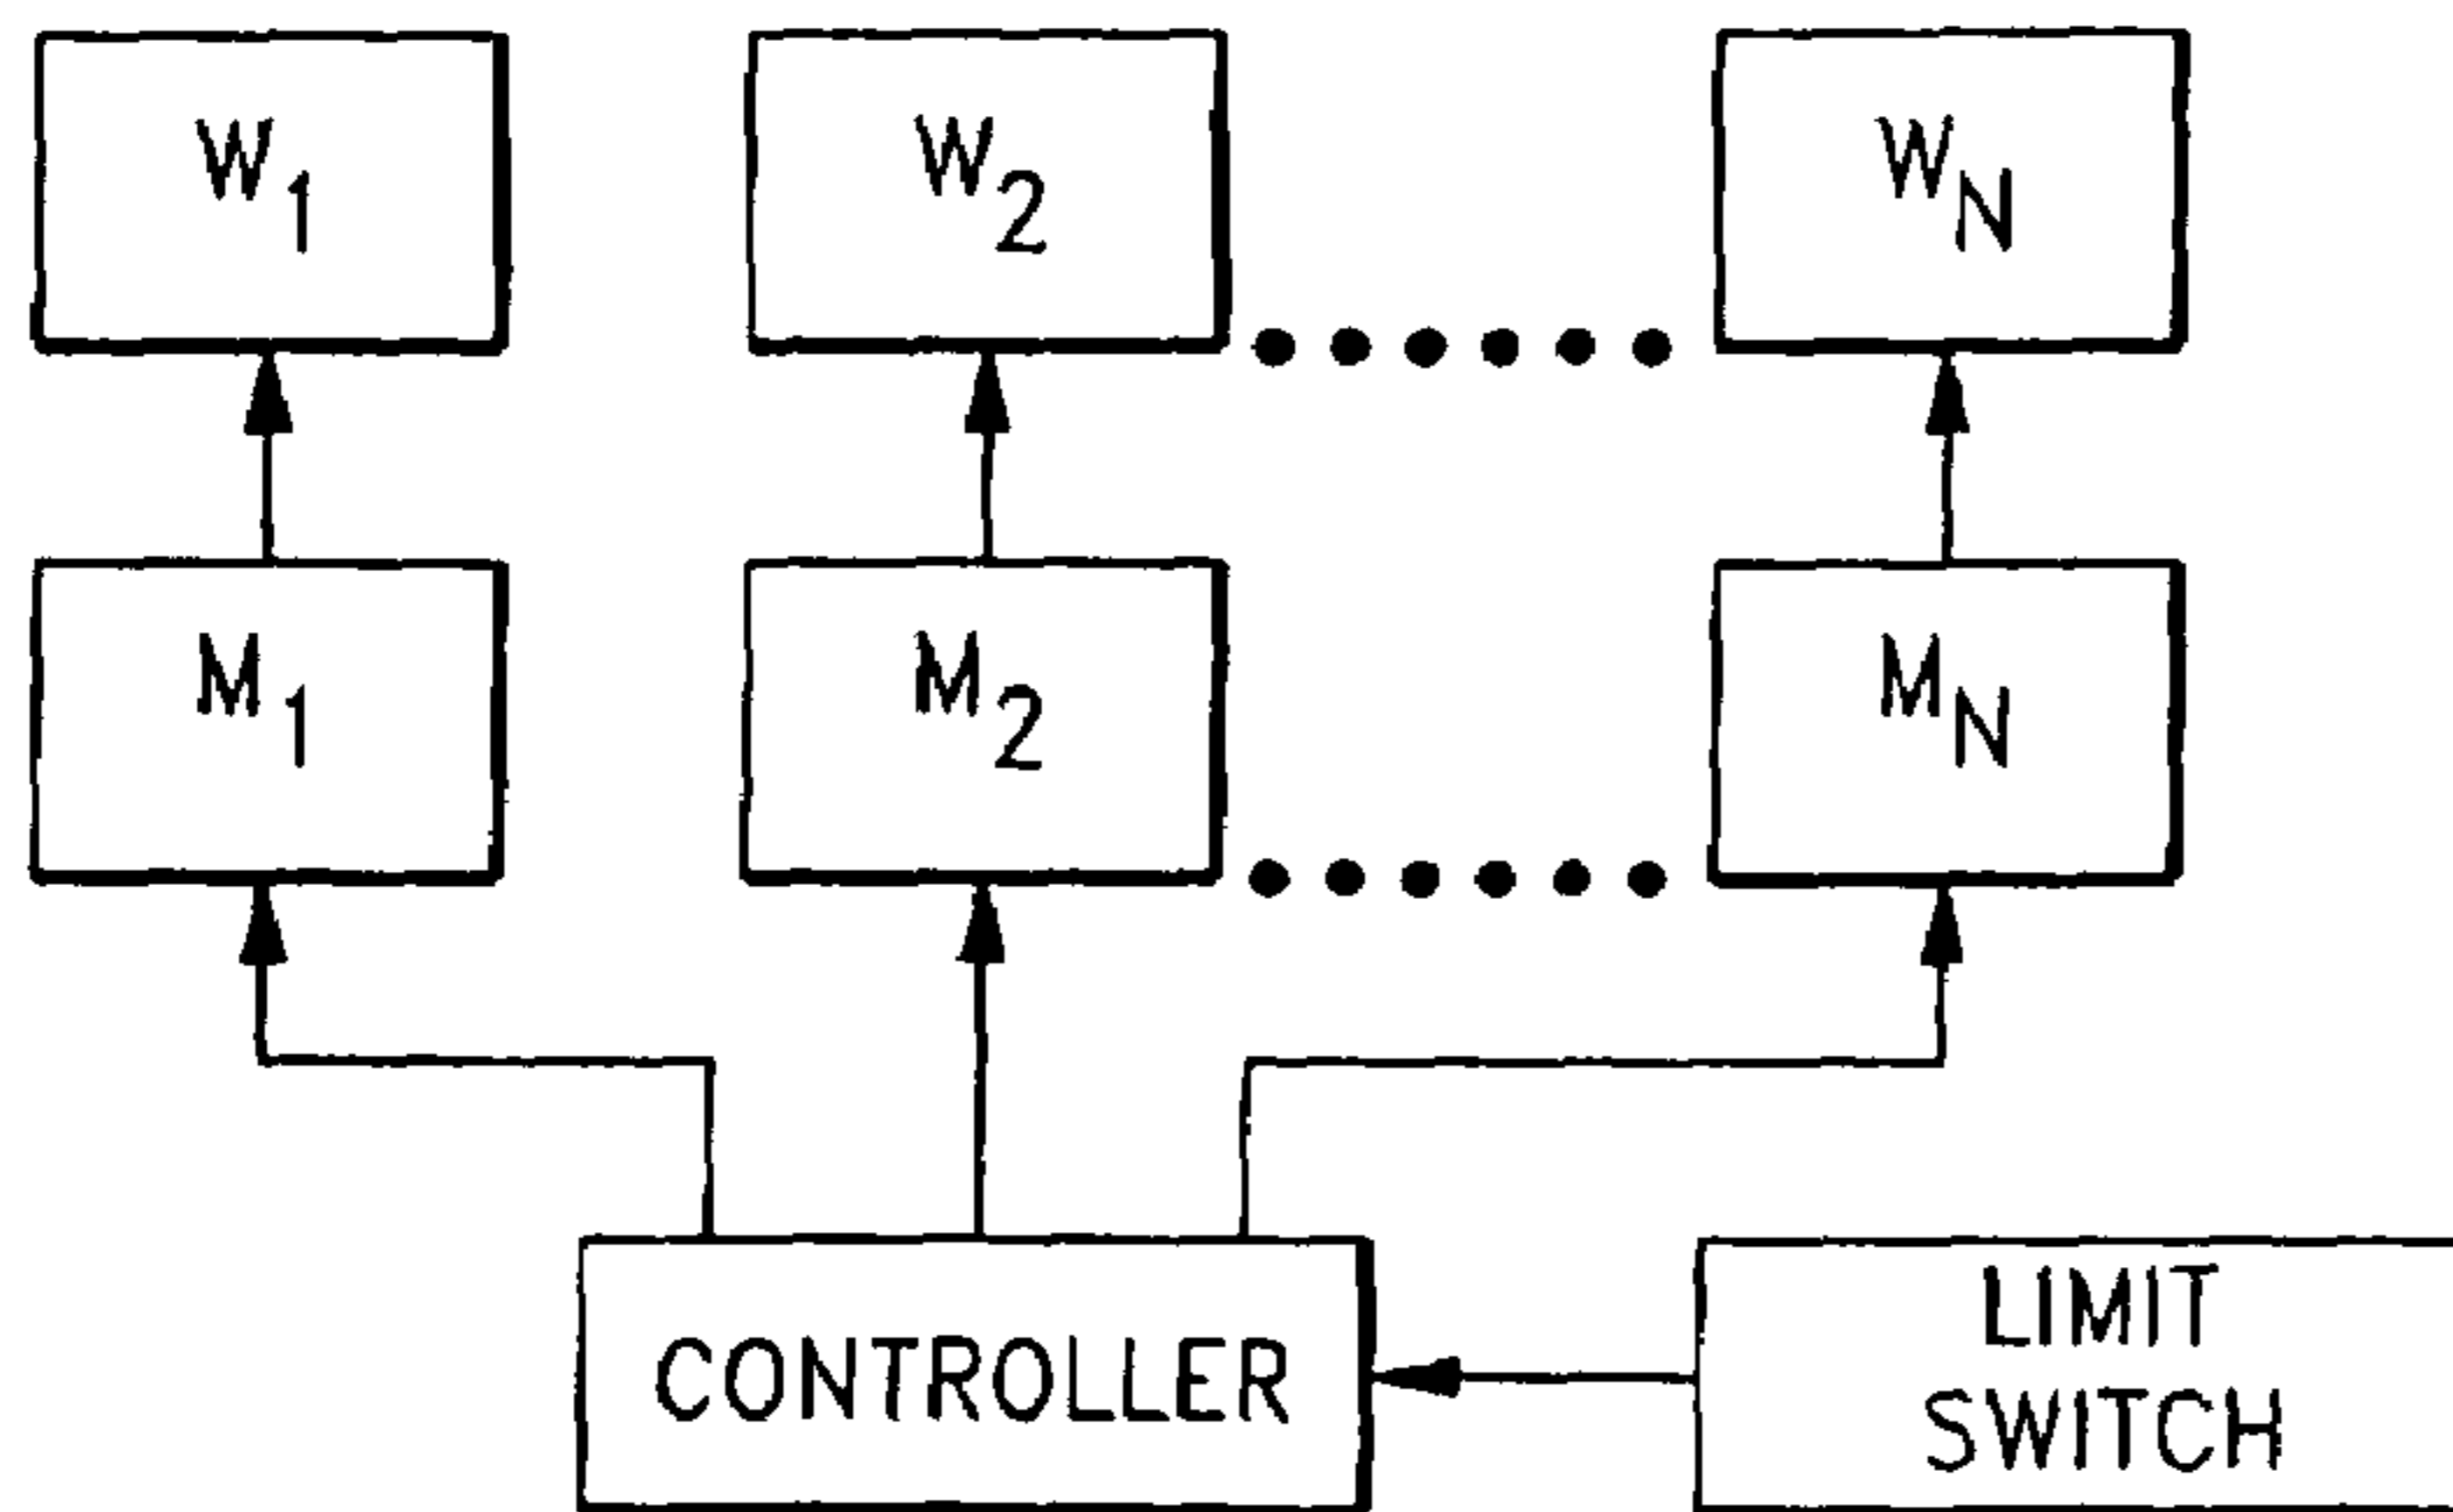 W1
W2
WN
M1
M2
MN
CONTROLLER
LIMIT
SWITCH